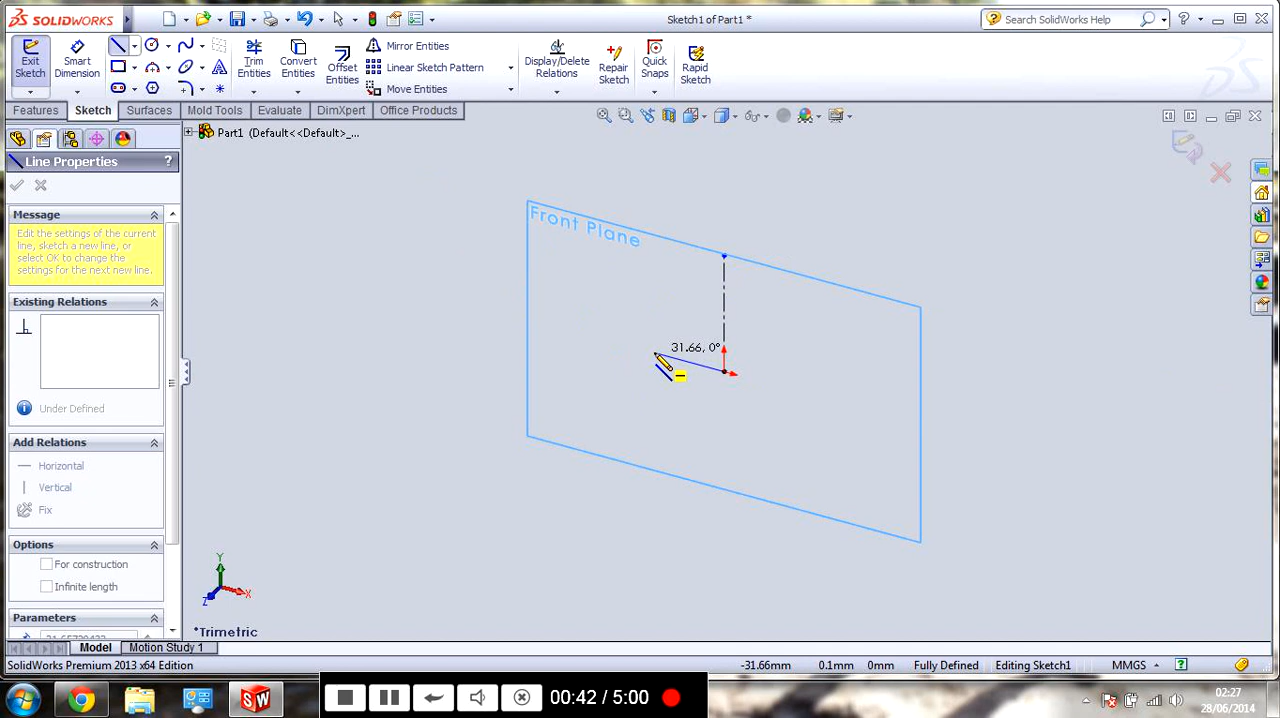 SOLIDWORKS
Sketch1 of Part1 *
Search SolidWorks Help
Exit Sketch
Smart Dimension
Trim Entities
Convert Entities
Offset Entities
Mirror Entities
Linear Sketch Pattern
Move Entities
Display/Delete Relations
Repair Sketch
Quick Snaps
Rapid Sketch
Features
Sketch
Surfaces
Mold Tools
Evaluate
DimXpert
Office Products
Part1 (Default<<Default>_...
Line Properties
?
Message
Edit the settings of the current
line, sketch a new line, or
select OK to change the
settings for the next new line.
Existing Relations
Under Defined
Add Relations
Horizontal
Vertical
Fix
Options
For construction
Infinite length
Parameters
Front Plane
31.66, 0°
Y
X
Z
*Trimetric
Model
Motion Study 1
SolidWorks Premium 2013 x64 Edition
-31.66mm
0.1mm
0mm
Fully Defined
Editing Sketch1
MMGS
00:42 / 5:00
02:27
28/06/2014